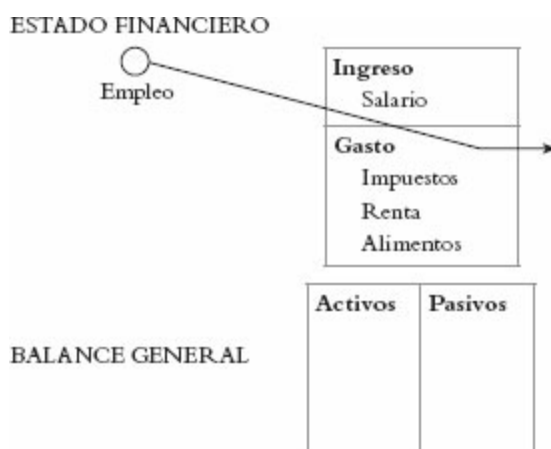 ESTADO FINANCIERO
Empleo
Ingreso
Salario
Gasto
Impuestos
Renta
Alimentos
Activos Pasivos
BALANCE GENERAL